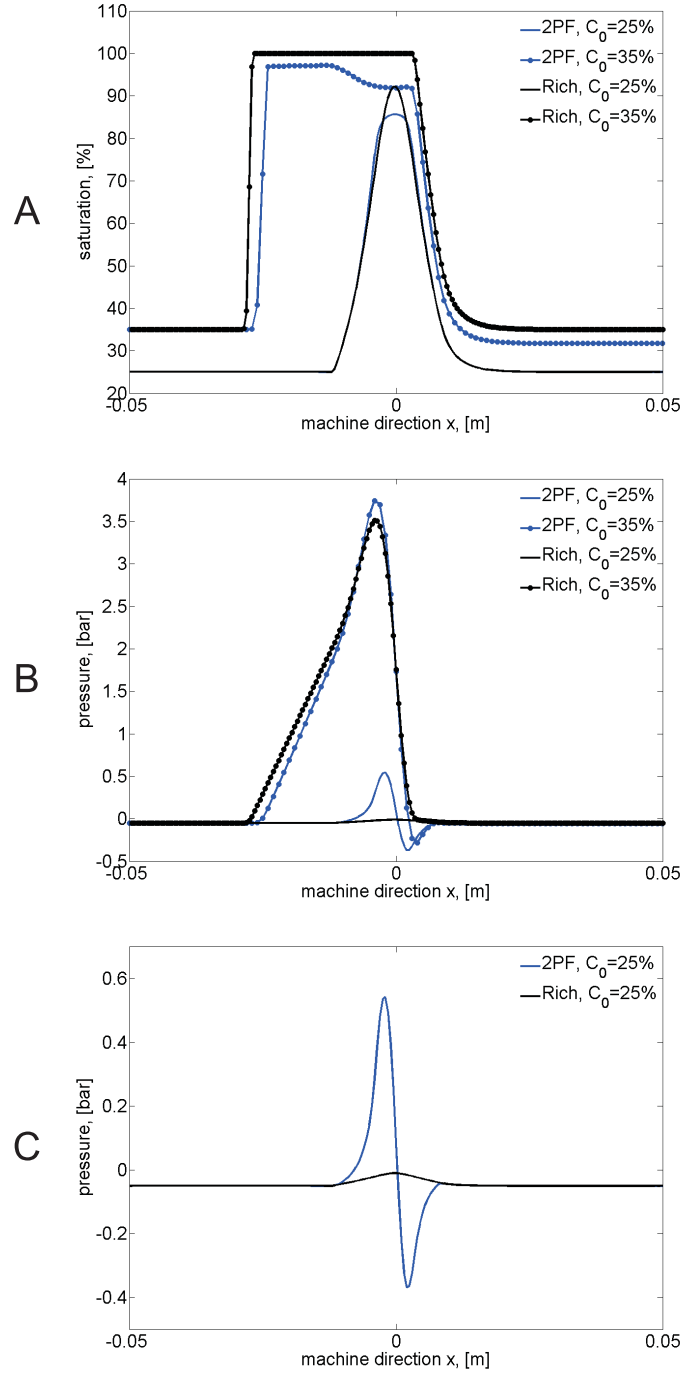 A
110
100
90
80
70
60
50
40
30
20
saturation, [%]
-0.05
0
0.05
machine direction x, [m]
2PF, C0=25%
2PF, C0=35%
Rich, C0=25%
Rich, C0=35%
B
4
3.5
3
2.5
2
1.5
1
0.5
0
-0.5
pressure, [bar]
-0.05
0
0.05
machine direction x, [m]
2PF, C0=25%
2PF, C0=35%
Rich, C0=25%
Rich, C0=35%
C
0.6
0.4
0.2
0
-0.2
-0.4
pressure, [bar]
-0.05
0
0.05
machine direction x, [m]
2PF, C0=25%
Rich, C0=25%